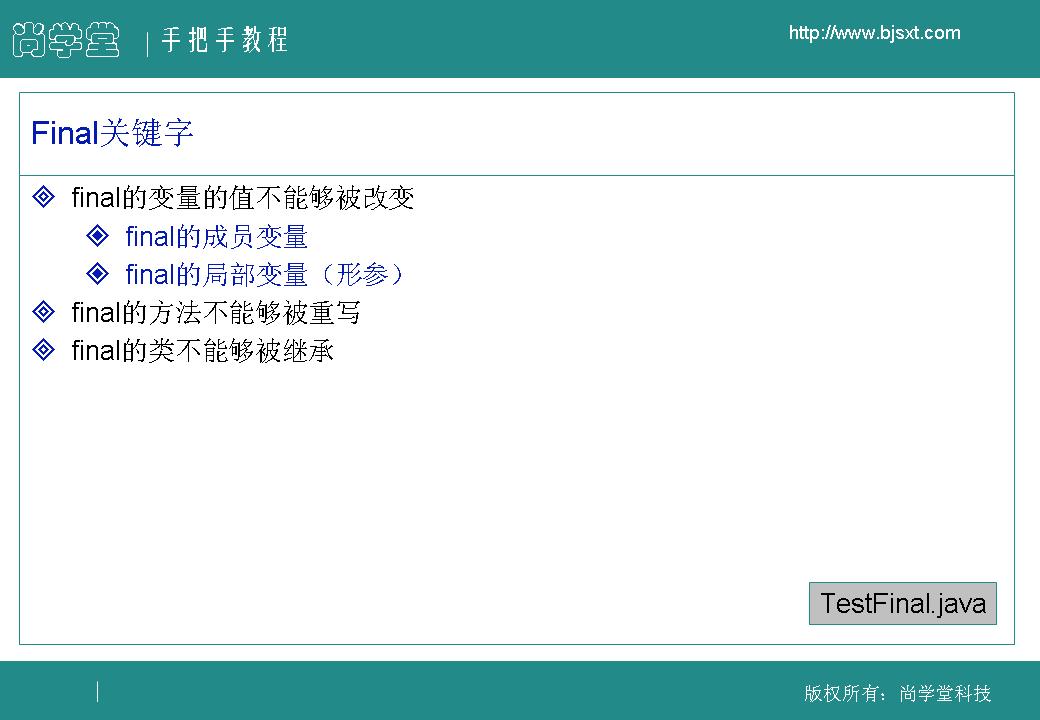 尚学堂 | 手把手教程
http://www.bjsxt.com
Final关键字
final的变量的值不能够被改变
final的成员变量
final的局部变量（形参）
final的方法不能够被重写
final的类不能够被继承
TestFinal.java
版权所有：尚学堂科技